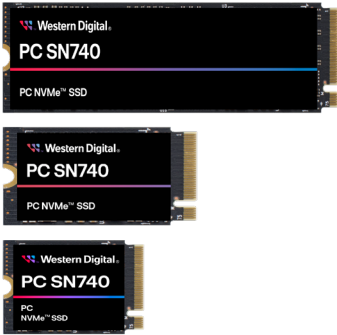 Western Digital®
PC SN740
PC NVMe™ SSD
Western Digital®
PC SN740
PC NVMe™ SSD
Western Digital®
PC SN740
PC
NVMe™ SSD